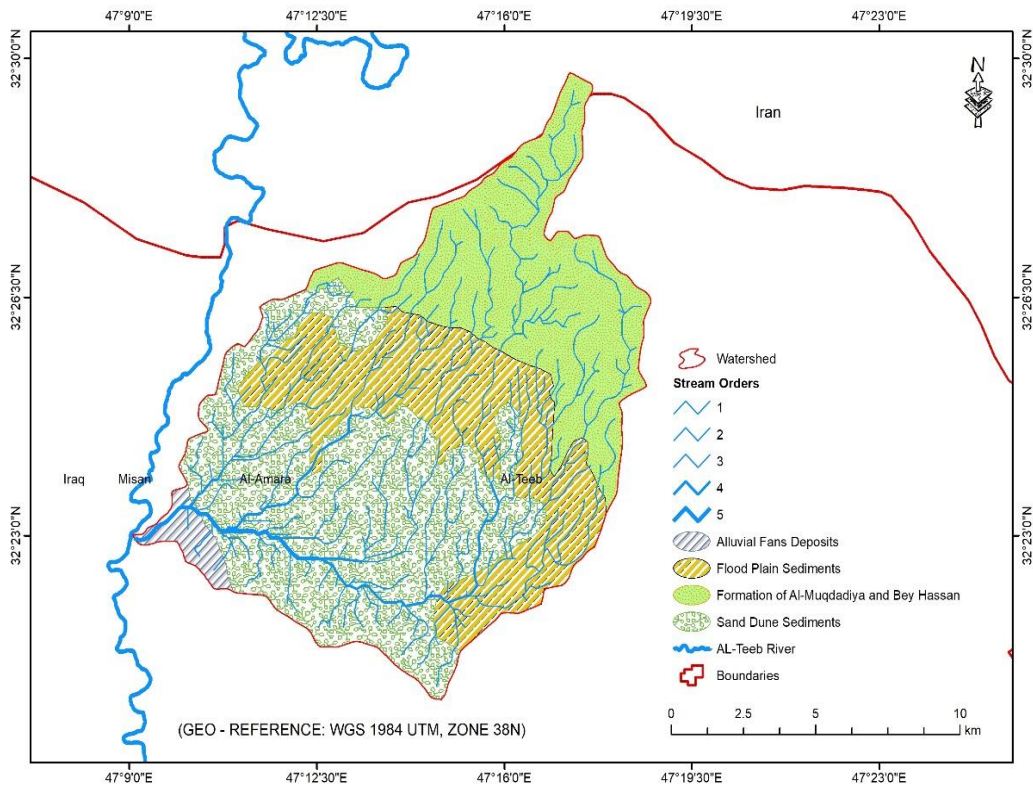 47°9'0"E 47°12'30"E 47°16'0"E 47°19'30"E 47°23'0"E
32°30'0"N
32°30'0"N
N
Iran
32°26'30"N
32°26'30"N
Watershed
Stream Orders
1
2
3
4
5
Iraq Misan Al-Amara Al-Teeb
32°23'0"N
32°23'0"N
Alluvial Fans Deposits
Flood Plain Sediments
Formation of Al-Muqdadiya and Bey Hassan
Sand Dune Sediments
AL-Teeb River
Boundaries
0 2.5 5 10
km
(GEO - REFERENCE: WGS 1984 UTM, ZONE 38N)
47°9'0"E 47°12'30"E 47°16'0"E 47°19'30"E 47°23'0"E